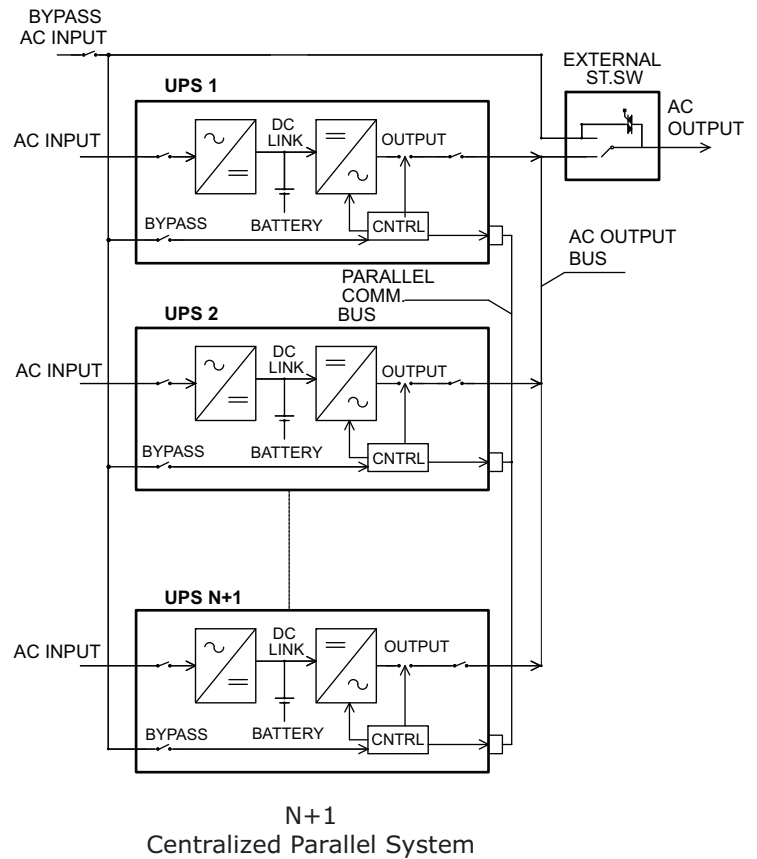 BYPASS
AC INPUT
EXTERNAL
ST.SW
AC
OUTPUT
UPS 1
AC INPUT
DC
LINK
OUTPUT
BYPASS
BATTERY
CNTRL
AC OUTPUT
BUS
PARALLEL
COMM.
BUS
UPS 2
AC INPUT
DC
LINK
OUTPUT
BYPASS
BATTERY
CNTRL
UPS N+1
AC INPUT
DC
LINK
OUTPUT
BYPASS
BATTERY
CNTRL
N+1
Centralized Parallel System